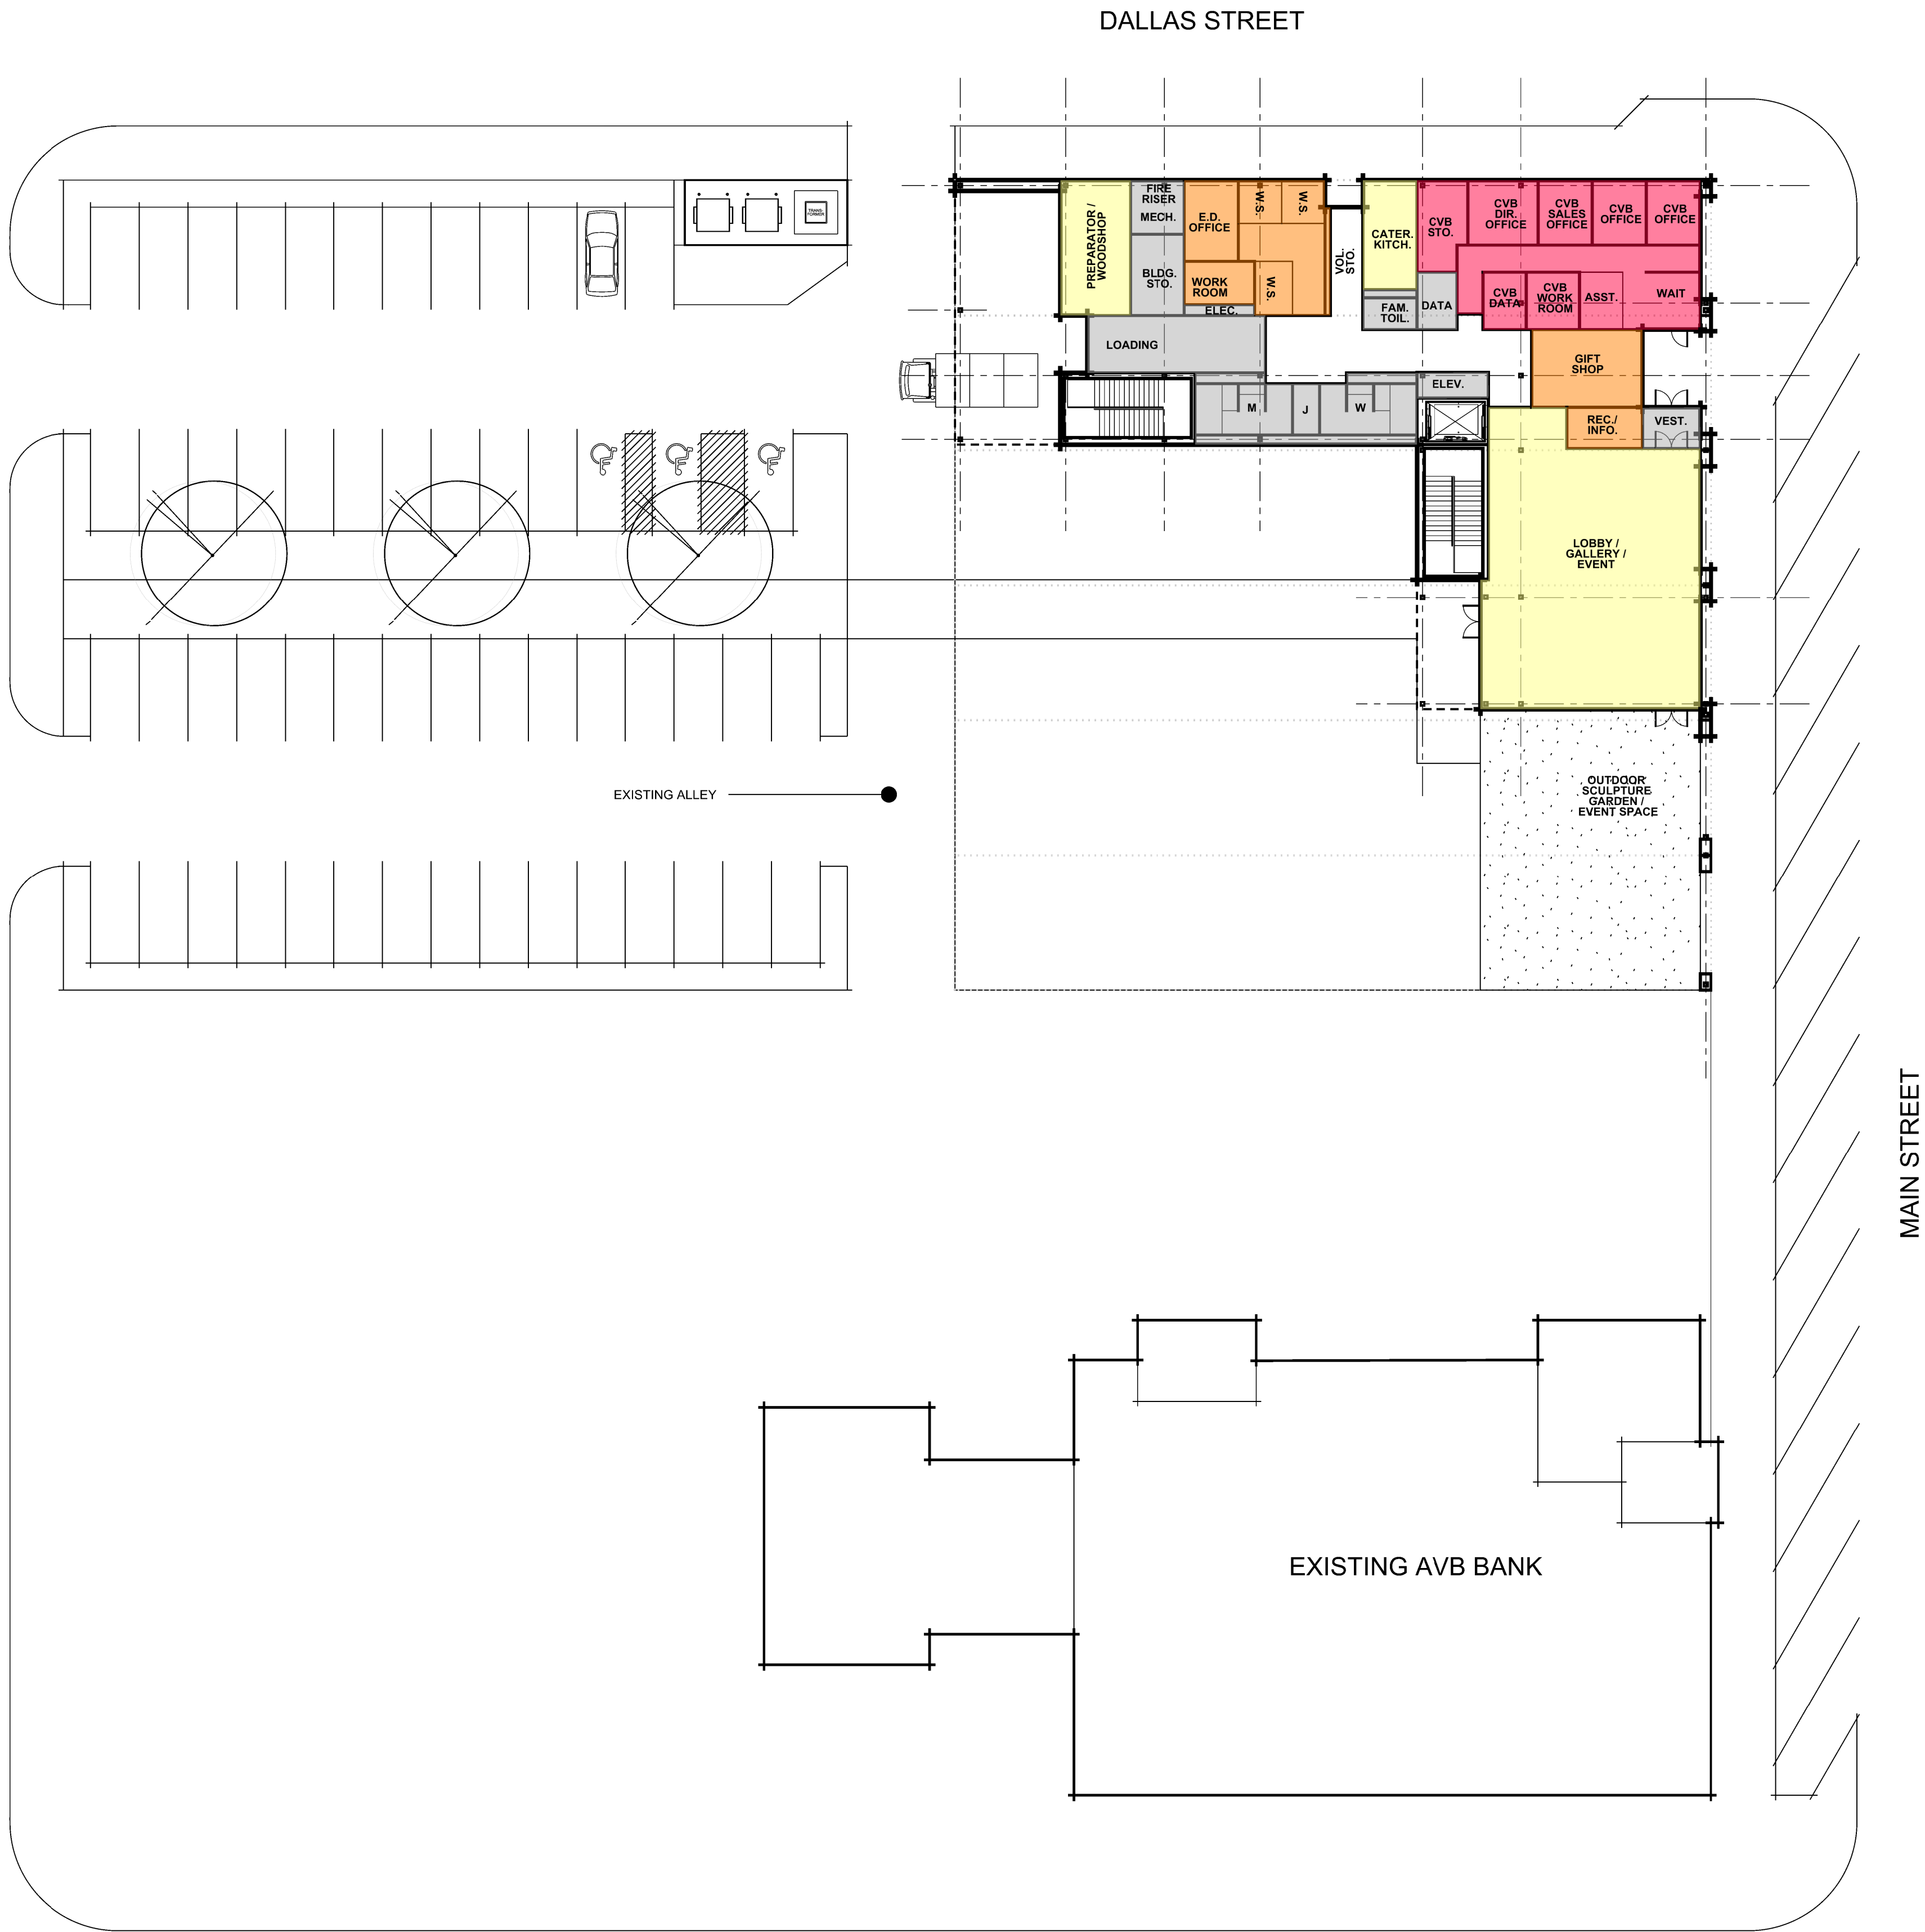 DALLAS STREET
TRANS-
FORMER
PREPARATOR /
WOODSHOP
FIRE
RISER
MECH.
BLDG.
STO.
E.D.
OFFICE
WORK
ROOM
ELEC.
W.S.
W.S.
W.S.
VOL.
STO.
CATER.
KITCH.
FAM.
TOIL.
DATA
CVB
STO.
CVB
DIR.
OFFICE
CVB
SALES
OFFICE
CVB
OFFICE
CVB
OFFICE
CVB
DATA
CVB
WORK
ROOM
ASST.
WAIT
LOADING
GIFT
SHOP
ELEV.
M
J
W
REC./
INFO.
VEST.
LOBBY /
GALLERY /
EVENT
EXISTING ALLEY
OUTDOOR
SCULPTURE
GARDEN /
EVENT SPACE
MAIN STREET
EXISTING AVB BANK